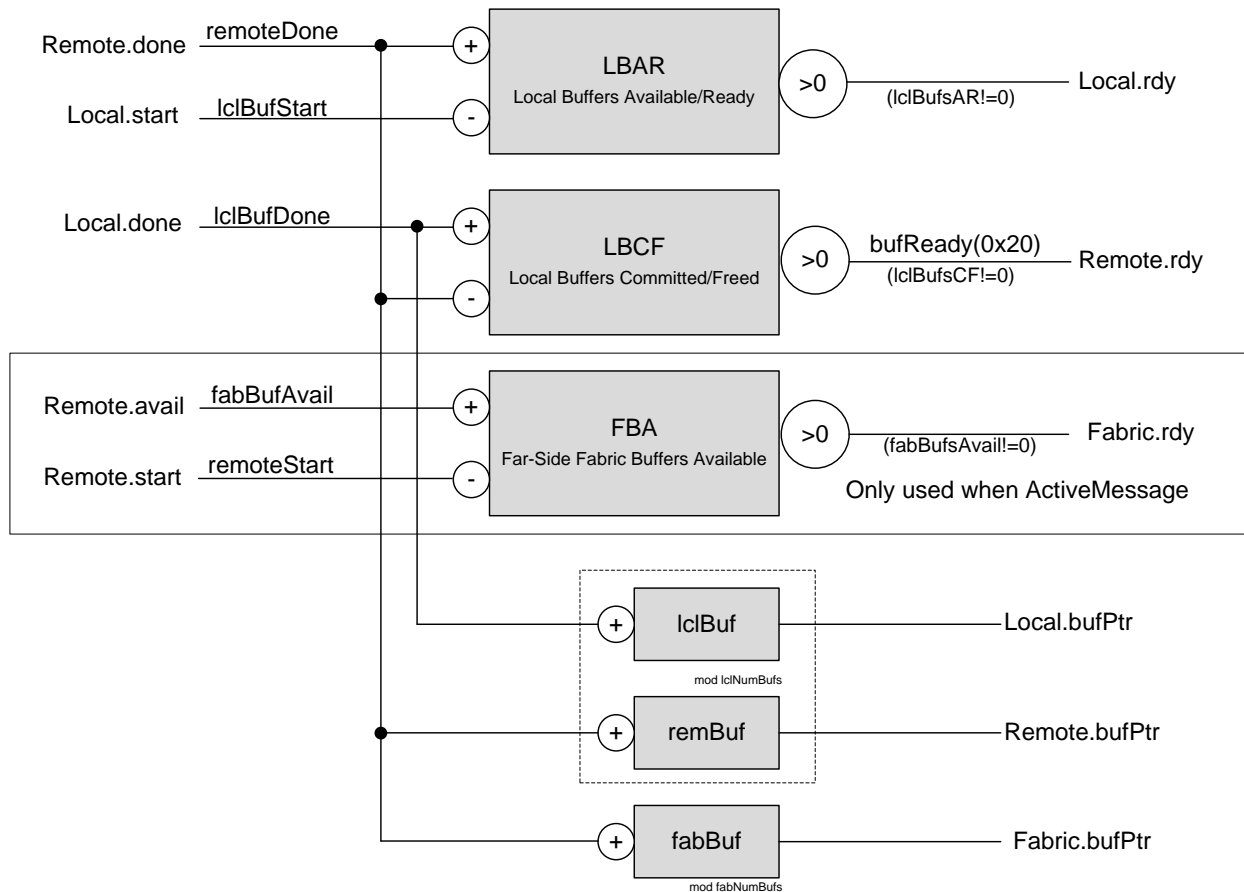 Remote.done
remoteDone
+
LBAR
Local Buffers Available/Ready
>0
(lclBufsAR!=0)
Local.rdy
Local.start
lclBufStart
-
Local.done
lclBufDone
+
LBCF
Local Buffers Committed/Freed
>0
bufReady(0x20)
(lclBufsCF!=0)
Remote.rdy
-
Remote.avail
fabBufAvail
+
FBA
Far-Side Fabric Buffers Available
>0
(fabBufsAvail!=0)
Fabric.rdy
Remote.start
remoteStart
-
Only used when ActiveMessage
+
lclBuf
Local.bufPtr
mod lclNumBufs
+
remBuf
Remote.bufPtr
+
fabBuf
Fabric.bufPtr
mod fabNumBufs